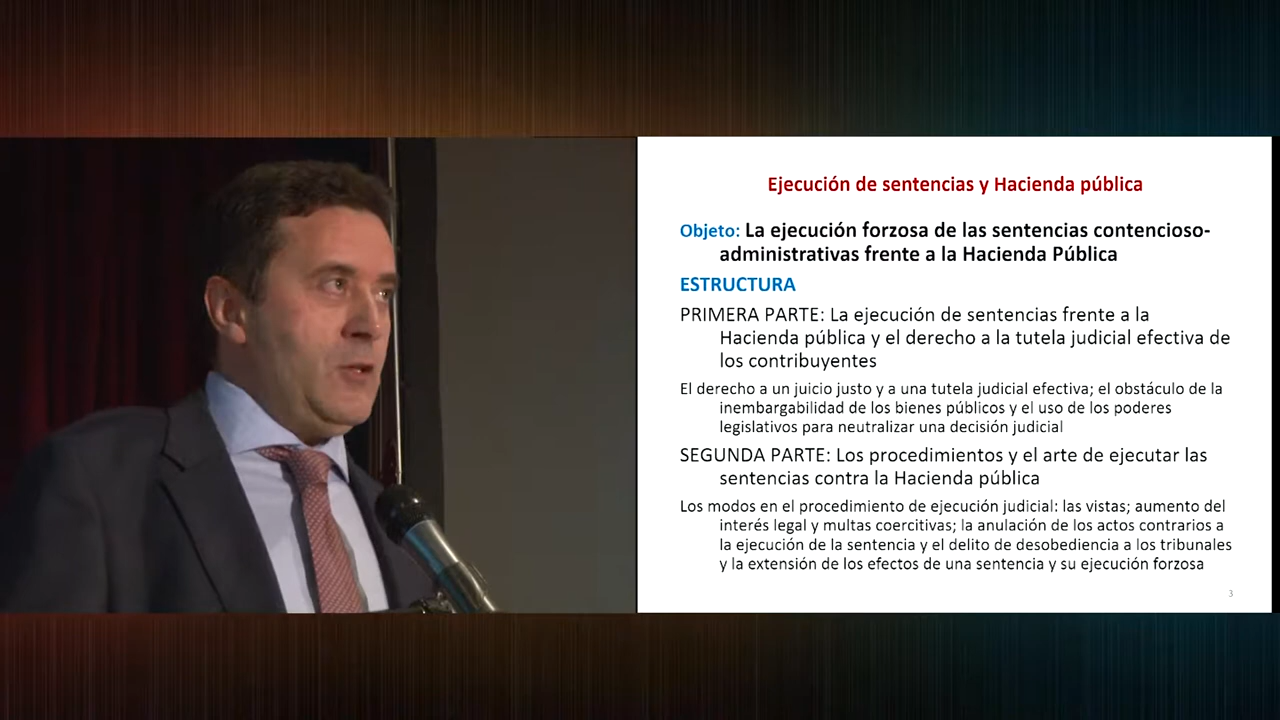 Ejecución de sentencias y Hacienda pública
Objeto: La ejecución forzosa de las sentencias contencioso-
administrativas frente a la Hacienda Pública
ESTRUCTURA
PRIMERA PARTE: La ejecución de sentencias frente a la
Hacienda pública y el derecho a la tutela judicial efectiva de
los contribuyentes
El derecho a un juicio justo y a una tutela judicial efectiva; el obstáculo de la
inembargabilidad de los bienes públicos y el uso de los poderes
legislativos para neutralizar una decisión judicial
SEGUNDA PARTE: Los procedimientos y el arte de ejecutar las
sentencias contra la Hacienda pública
Los modos en el procedimiento de ejecución judicial: las vistas; aumento del
interés legal y multas coercitivas; la anulación de los actos contrarios a
la ejecución de la sentencia y el delito de desobediencia a los tribunales
y la extensión de los efectos de una sentencia y su ejecución forzosa
3